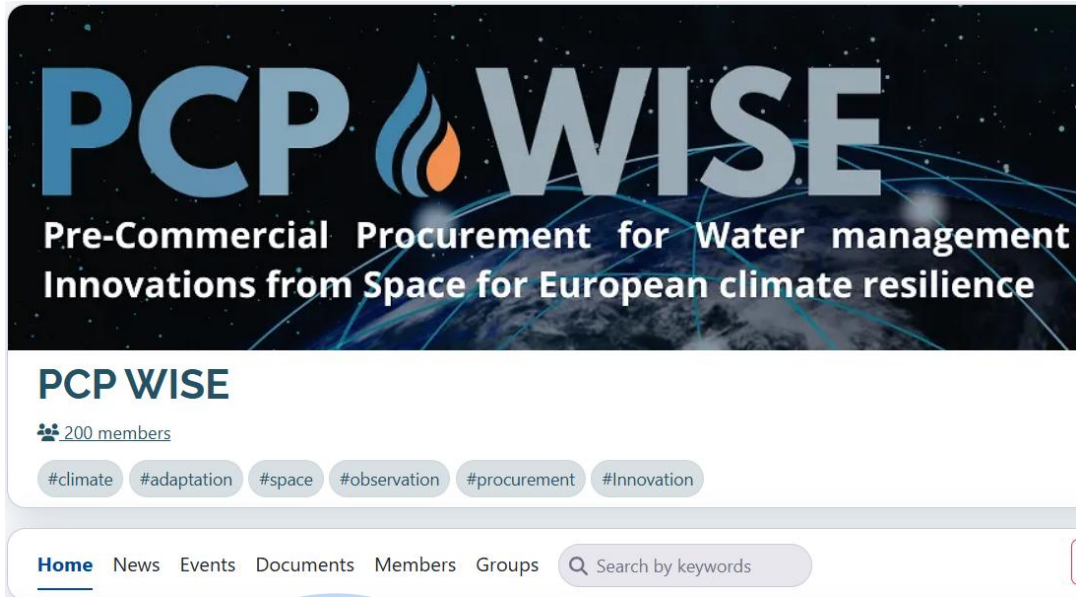 PCP WISE
Pre-Commercial Procurement for Water management
Innovations from Space for European climate resilience
PCP WISE
200 members
#climate #adaptation #space #observation #procurement #Innovation
Home News Events Documents Members Groups Search by keywords